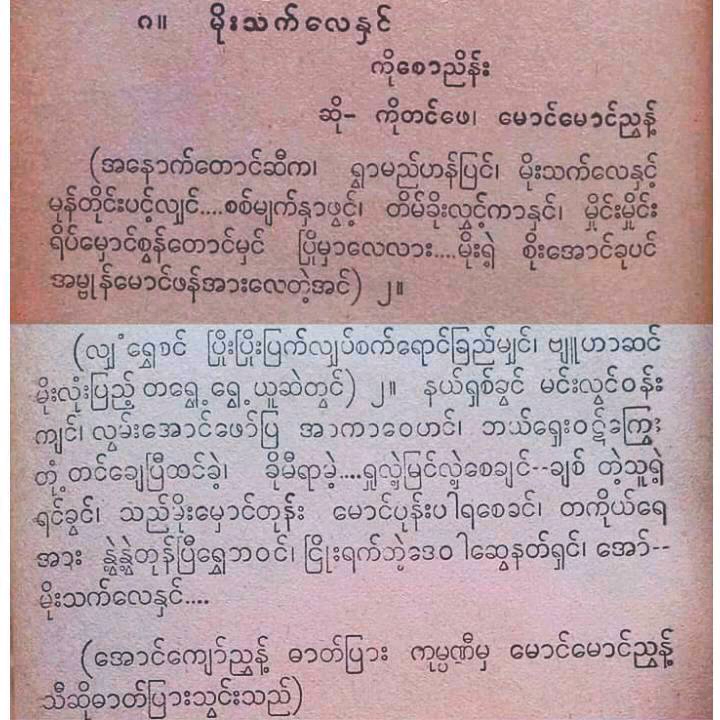 ၈။ မိုးသက်လေနှင်
ကိုစောညိန်း
ဆို- ကိုတင်ဖေ၊ မောင်မောင်ညွန့်
(အနောက်တောင်ဆီက၊ ရွှာမည်ဟန်ပြင်၊ မိုးသက်လေနှင့်
မုန်တိုင်းပင့်လျှင်....စစ်မျက်နှာဖွင့်၊ တိမ်ခိုးလွှင့်ကာနှင်၊ မှိုင်းမှိုင်း
ရိပ်မှောင်စွန်တောင်မှင် ပြိုမှာလေလား....မိုးရဲ့ စိုးအောင်ခုပင်
အမ္ဗုန်မောင်ဖန်အားလေတဲ့အင်) ၂။
(လျှံရွှေစင် ပြိုးပြိုးပြက်လျှပ်စက်ရောင်ခြည်မျှင်၊ ဗျူဟာဆင်
မိုးလုံးပြည့် တရွေ့ရွေ့ယူဆဲတွင်) ၂။ နယ်ရှစ်ခွင် မင်းလွင်ဝန်း
ကျင်၊ လွမ်းအောင်ဖော်ပြ အာကာဝေဟင်၊ ဘယ်ရှေးဝဋ်ကြွေး
တုံ့တင်ချေပြီထင်ခဲ့၊ ခိုမီရာမဲ့....ရှုလှဲ့မြင်လှဲ့စေချင်--ချစ် တဲ့သူရဲ့
ရင်ခွင်၊ သည်ခိုးမှောင်တုန်း မောင်ပုန်းပါရစေခင်၊ တကိုယ်ရေ
အား နွဲ့နွဲ့တုန်ပြီရွှေဘဝင်၊ ငြိုးရက်ဘဲ့ဒေဝါဆွေနတ်ရှင်၊ အော်--
မိုးသက်လေနှင်....
(အောင်ကျော်ညွန့် ဓာတ်ပြား ကုမ္ပဏီမှ မောင်မောင်ညွန့်
သီဆိုဓာတ်ပြားသွင်းသည်)